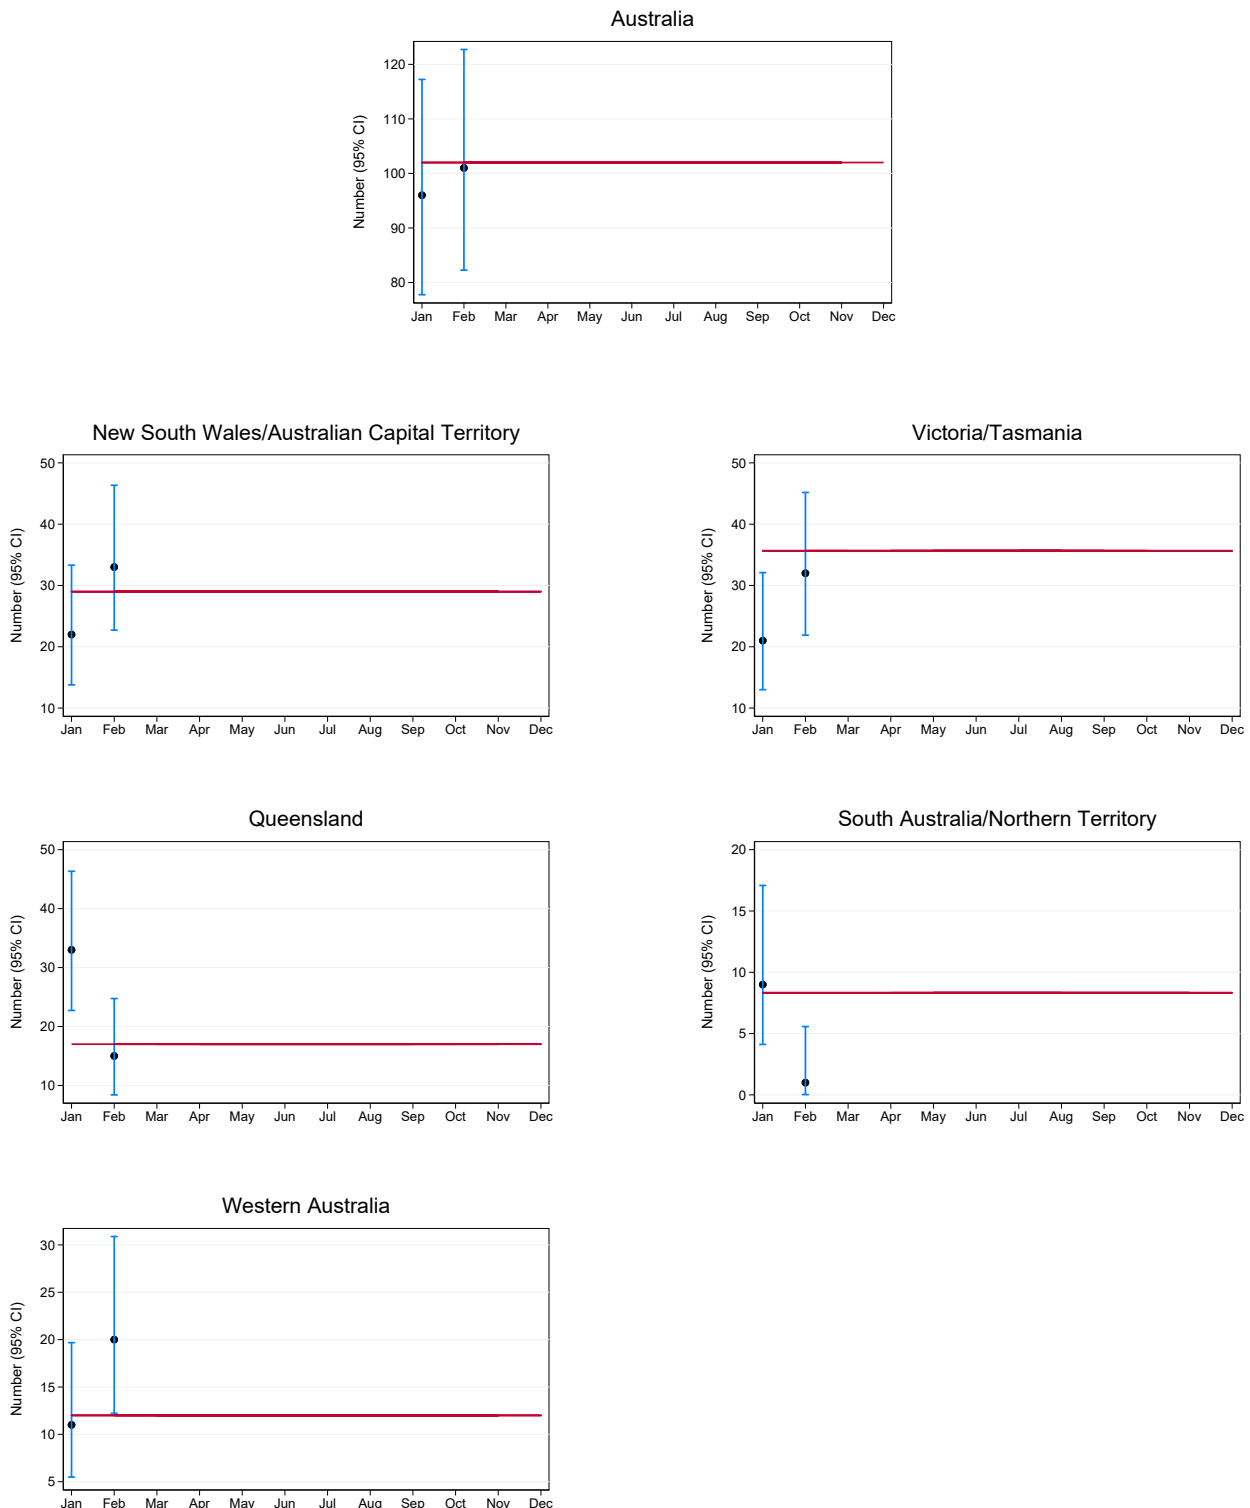 Australia
Number (95% CI)
120
110
100
90
80
Jan Feb Mar Apr May Jun Jul Aug Sep Oct Nov Dec
New South Wales/Australian Capital Territory
Number (95% CI)
50
40
30
20
10
Jan Feb Mar Apr May Jun Jul Aug Sep Oct Nov Dec
Victoria/Tasmania
Number (95% CI)
50
40
30
20
10
Jan Feb Mar Apr May Jun Jul Aug Sep Oct Nov Dec
Queensland
Number (95% CI)
50
40
30
20
10
Jan Feb Mar Apr May Jun Jul Aug Sep Oct Nov Dec
South Australia/Northern Territory
Number (95% CI)
20
15
10
5
0
Jan Feb Mar Apr May Jun Jul Aug Sep Oct Nov Dec
Western Australia
Number (95% CI)
30
25
20
15
10
5
Jan Feb Mar Apr May Jun Jul Aug Sep Oct Nov Dec